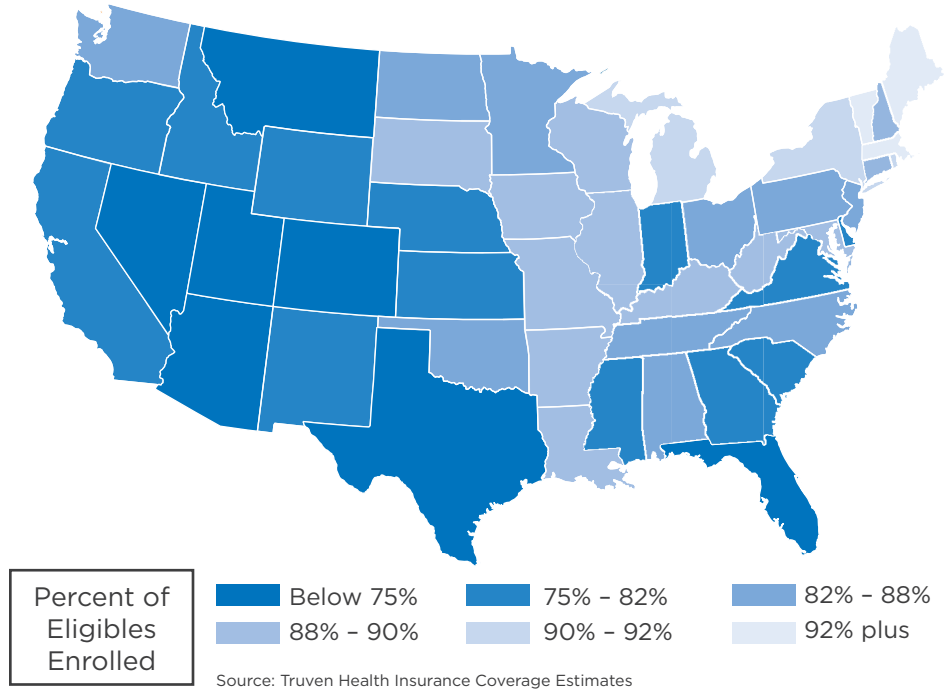 Percent of
Eligibles
Enrolled
Below 75%
75% – 82%
82% – 88%
88% – 90%
90% – 92%
92% plus
Source: Truven Health Insurance Coverage Estimates